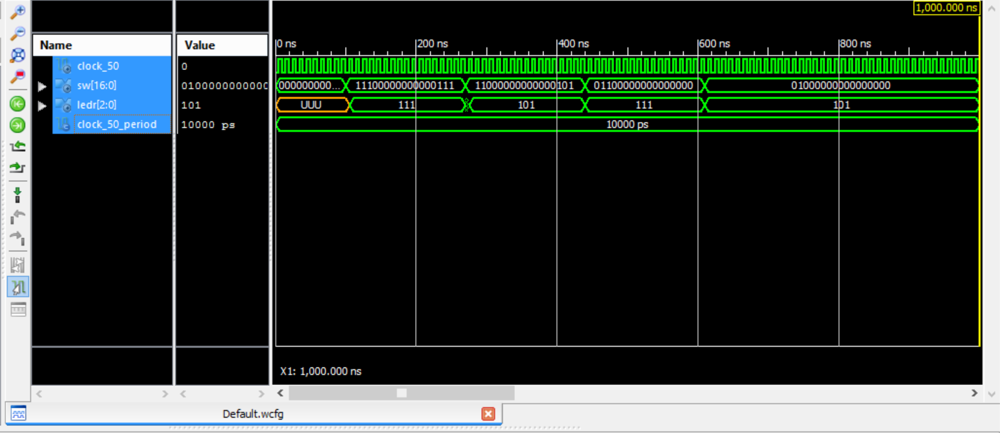 1,000.000 ns
Name Value 0 ns 200 ns 400 ns 600 ns 800 ns
clock_50 0
sw[16:0] 0100000000000C 000000000... 11100000000000111 11000000000000101 01100000000000000 01000000000000000
ledr[2:0] 101 UUU 111 101 111 101
clock_50_period 10000 ps 10000 ps
X1: 1,000.000 ns
Default.wcfg